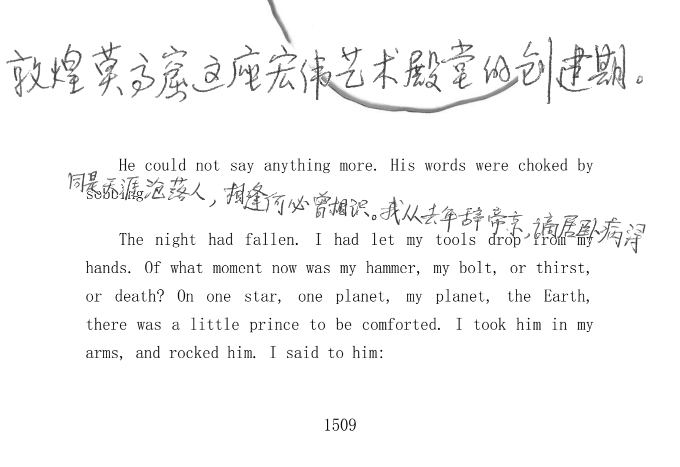 敦煌莫高窟这座宏伟艺术殿堂的创建期。
He could not say anything more. His words were choked by
sobbing.
同是天涯沦落人，相逢何必曾相识。我从去年辞帝京，谪居卧病浔
The night had fallen. I had let my tools drop from my
hands. Of what moment now was my hammer, my bolt, or thirst,
or death? On one star, one planet, my planet, the Earth,
there was a little prince to be comforted. I took him in my
arms, and rocked him. I said to him:
1509